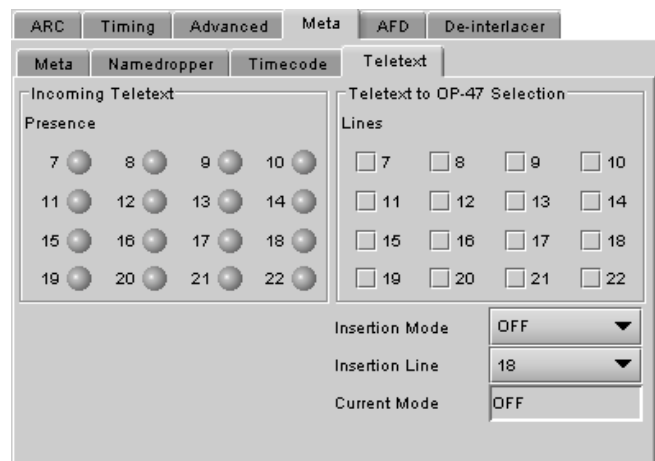 ARC Timing Advanced Meta AFD De-interlacer
Meta Namedropper Timecode Teletext
Incoming Teletext
Presence
7 8 9 10
11 12 13 14
15 16 17 18
19 20 21 22
Teletext to OP-47 Selection
Lines
7 8 9 10
11 12 13 14
15 16 17 18
19 20 21 22
Insertion Mode OFF
Insertion Line 18
Current Mode OFF